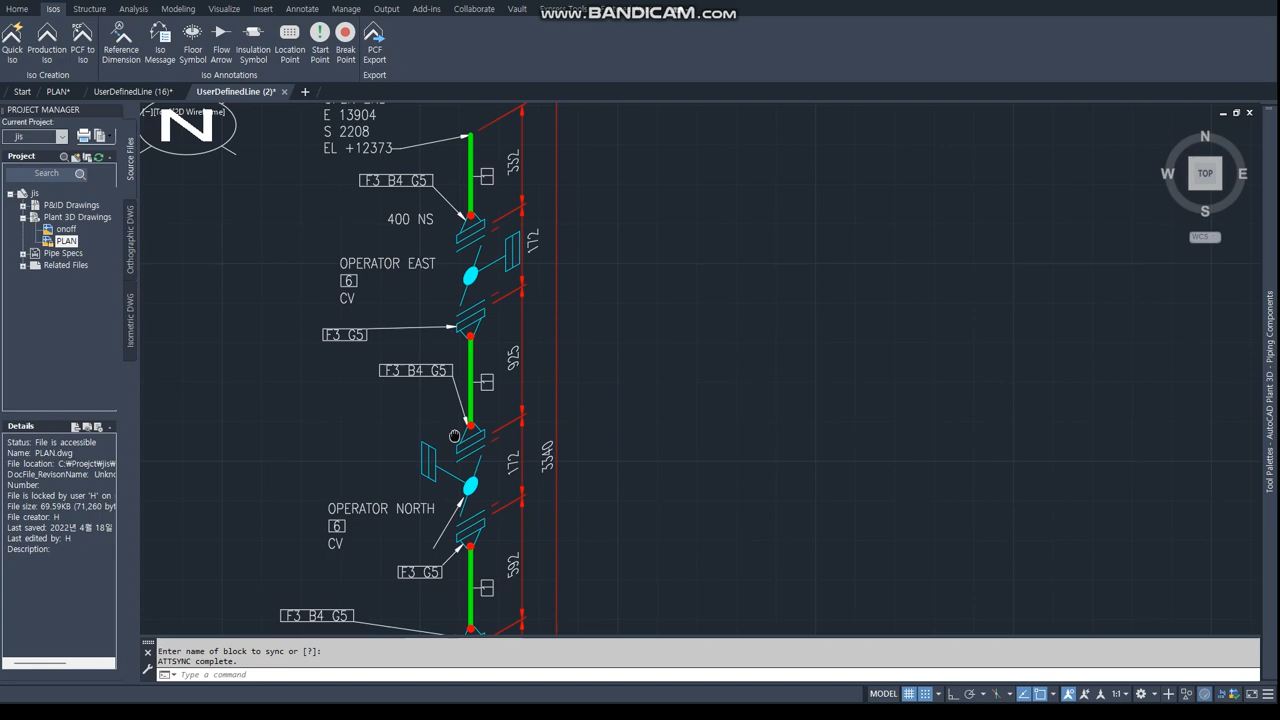 www.BANDICAM.com
Home Isos Structure Analysis Modeling Visualize Insert Annotate Manage Output Add-ins Collaborate Vault Express Tools
Quick Iso
Production Iso
PCF to Iso
Reference Dimension
Iso Message
Floor Symbol
Flow Arrow
Insulation Symbol
Location Point
Start Point
Break Point
PCF Export
Iso Creation
Iso Annotations
Export
Start PLAN* UserDefinedLine (16)* UserDefinedLine (2)*
PROJECT MANAGER
Current Project:
jis
Project
Search
jis
P&ID Drawings
Plant 3D Drawings
onoff
PLAN
Pipe Specs
Related Files
Source Files
Orthographic DWG
Isometric DWG
Details
Status: File is accessible
Name: PLAN.dwg
File location: C:₩Proejct₩jis₩
DocFile_RevisonName: Unkno
Number:
File is locked by user 'H' on
File size: 69.59KB (71,260 byt
File creator: H
Last saved: 2022년 4월 18일
Last edited by: H
Description:
N
E 13904
S 2208
EL +12373
F3 B4 G5
400 NS
OPERATOR EAST
6
CV
F3 G5
F3 B4 G5
OPERATOR NORTH
6
CV
F3 G5
F3 B4 G5
332
172
925
172
3340
592
N
W TOP E
S
WCS
Tool Palettes - AutoCAD Plant 3D - Piping Components
Enter name of block to sync or [?]:
ATTSYNC complete.
Type a command
MODEL
1:1